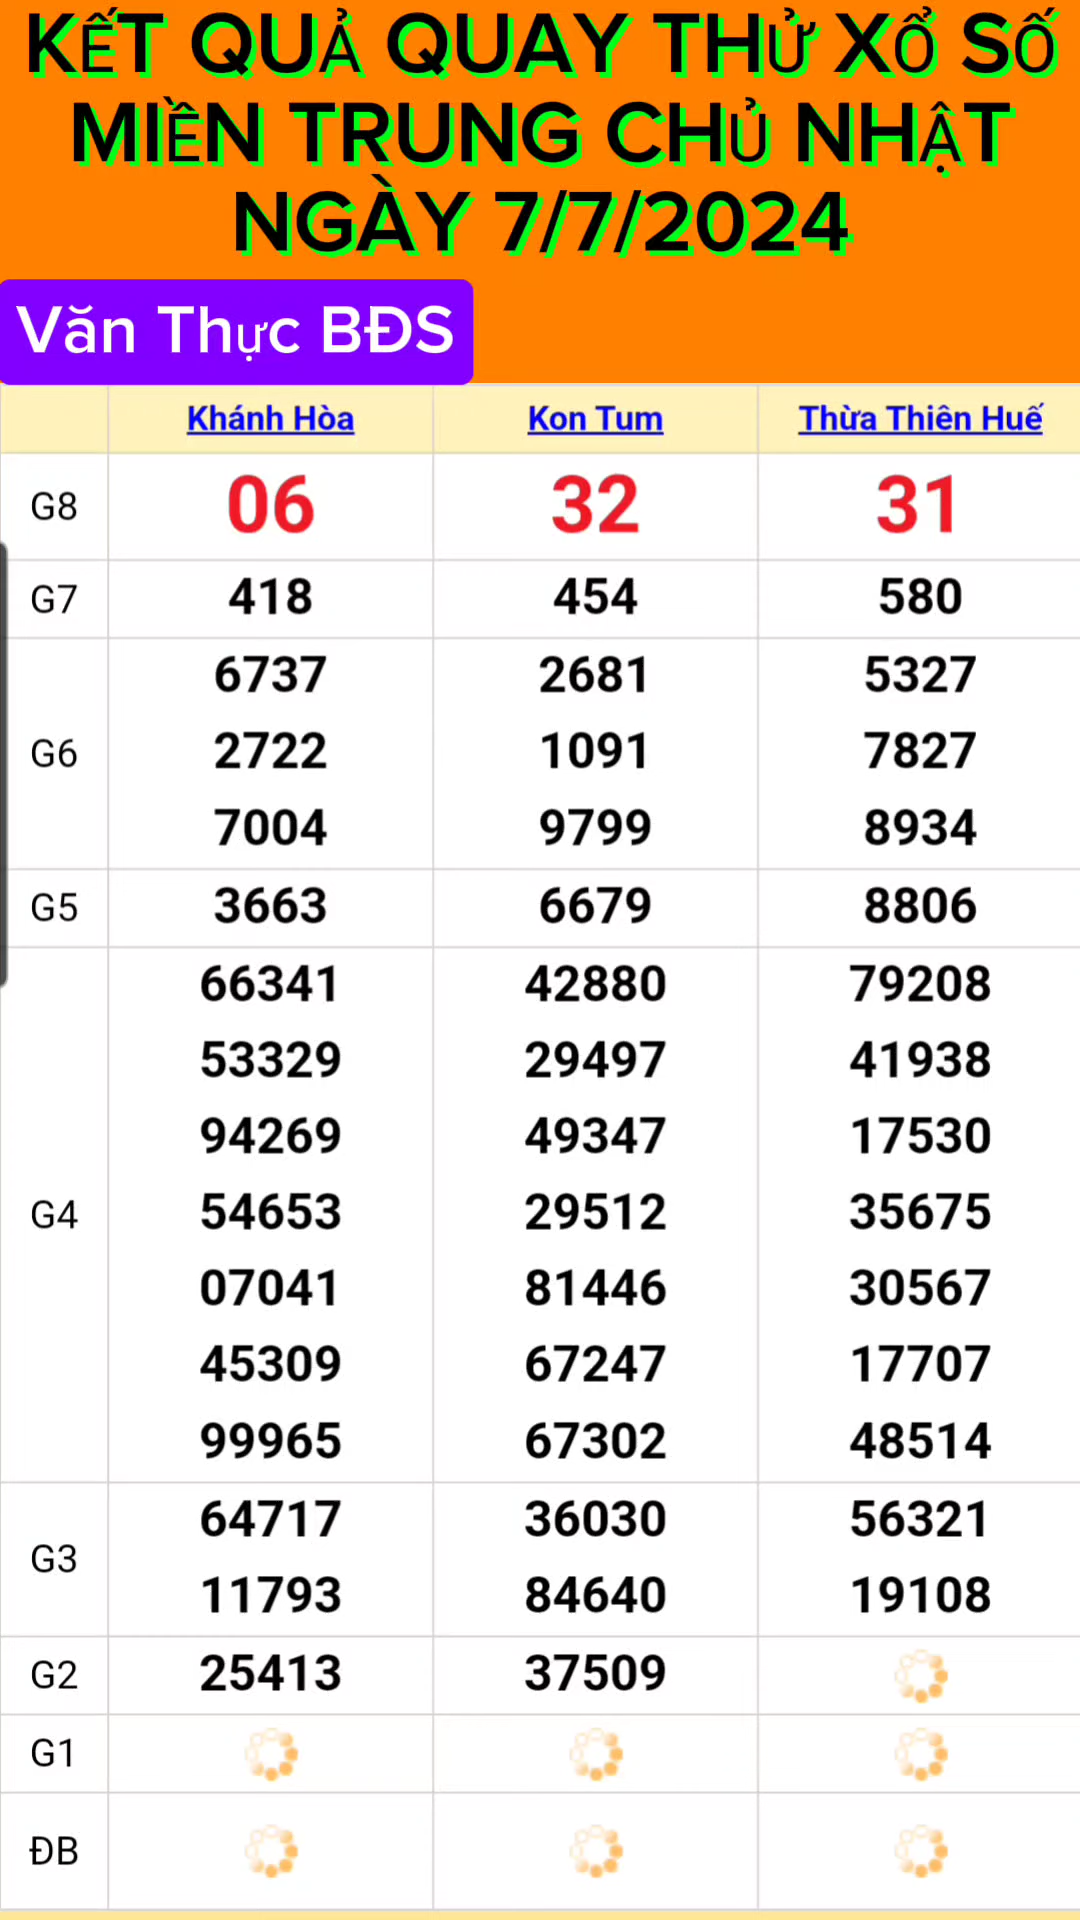 KẾT QUẢ QUAY THỬ XỔ SỐ
MIỀN TRUNG CHỦ NHẬT
NGÀY 7/7/2024
Văn Thực BĐS
Khánh Hòa Kon Tum Thừa Thiên Huế
G8 06 32 31
G7 418 454 580
6737 2681 5327
G6 2722 1091 7827
7004 9799 8934
G5 3663 6679 8806
66341 42880 79208
53329 29497 41938
94269 49347 17530
G4 54653 29512 35675
07041 81446 30567
45309 67247 17707
99965 67302 48514
G3
64717 36030 56321
11793 84640 19108
G2 25413 37509
G1
ĐB